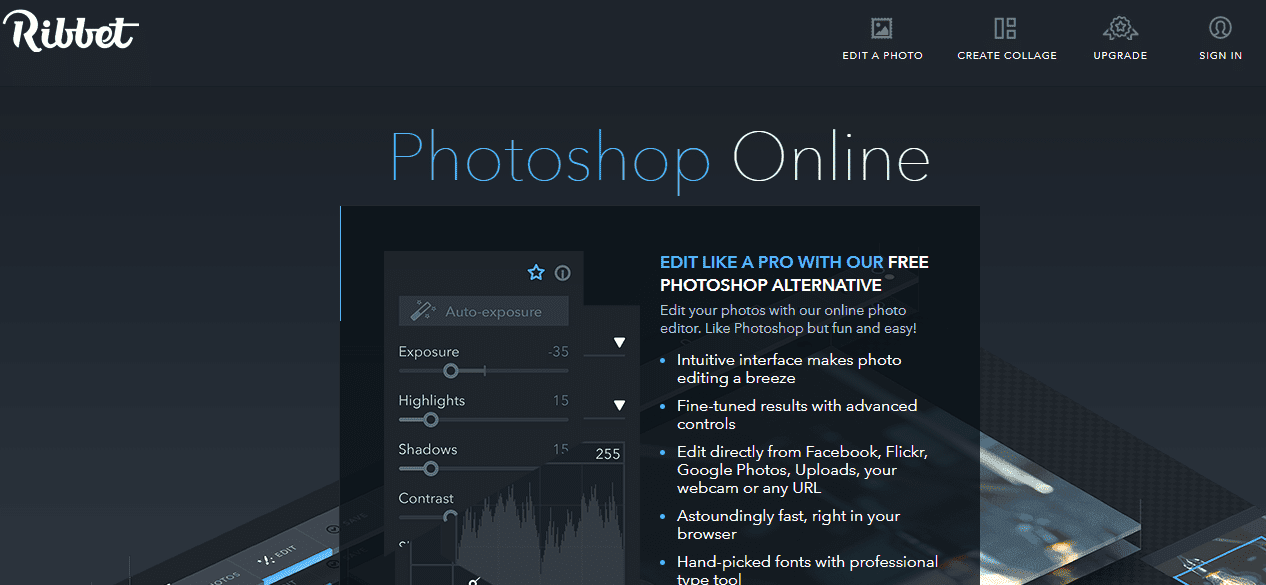 Ribbet
EDIT A PHOTO
CREATE COLLAGE
UPGRADE
SIGN IN
Photoshop Online
Auto-exposure
Exposure -35
Highlights 15
Shadows 15
255
Contrast
EDIT LIKE A PRO WITH OUR FREE
PHOTOSHOP ALTERNATIVE
Edit your photos with our online photo
editor. Like Photoshop but fun and easy!
Intuitive interface makes photo
editing a breeze
Fine-tuned results with advanced
controls
Edit directly from Facebook, Flickr,
Google Photos, Uploads, your
webcam or any URL
Astoundingly fast, right in your
browser
Hand-picked fonts with professional
type tool
EDIT
SAVE